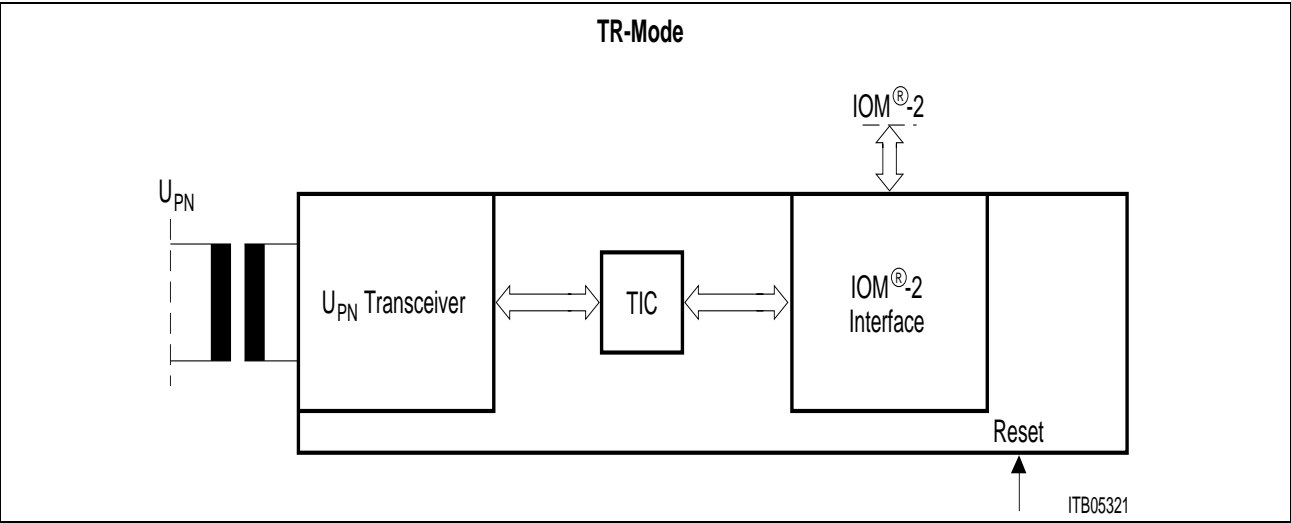 TR-Mode
IOM®-2
UPN
UPN Transceiver
TIC
IOM®-2
Interface
Reset
ITB05321